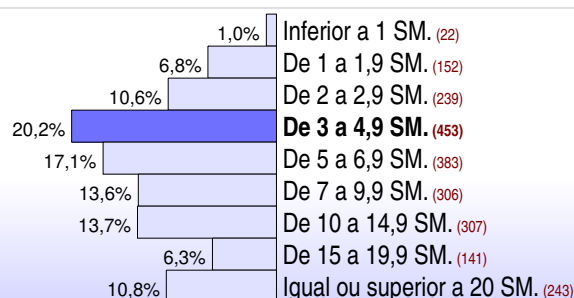 1,0% Inferior a 1 SM. (22)
6,8% De 1 a 1,9 SM. (152)
10,6% De 2 a 2,9 SM. (239)
20,2% De 3 a 4,9 SM. (453)
17,1% De 5 a 6,9 SM. (383)
13,6% De 7 a 9,9 SM. (306)
13,7% De 10 a 14,9 SM. (307)
6,3% De 15 a 19,9 SM. (141)
10,8% Igual ou superior a 20 SM. (243)